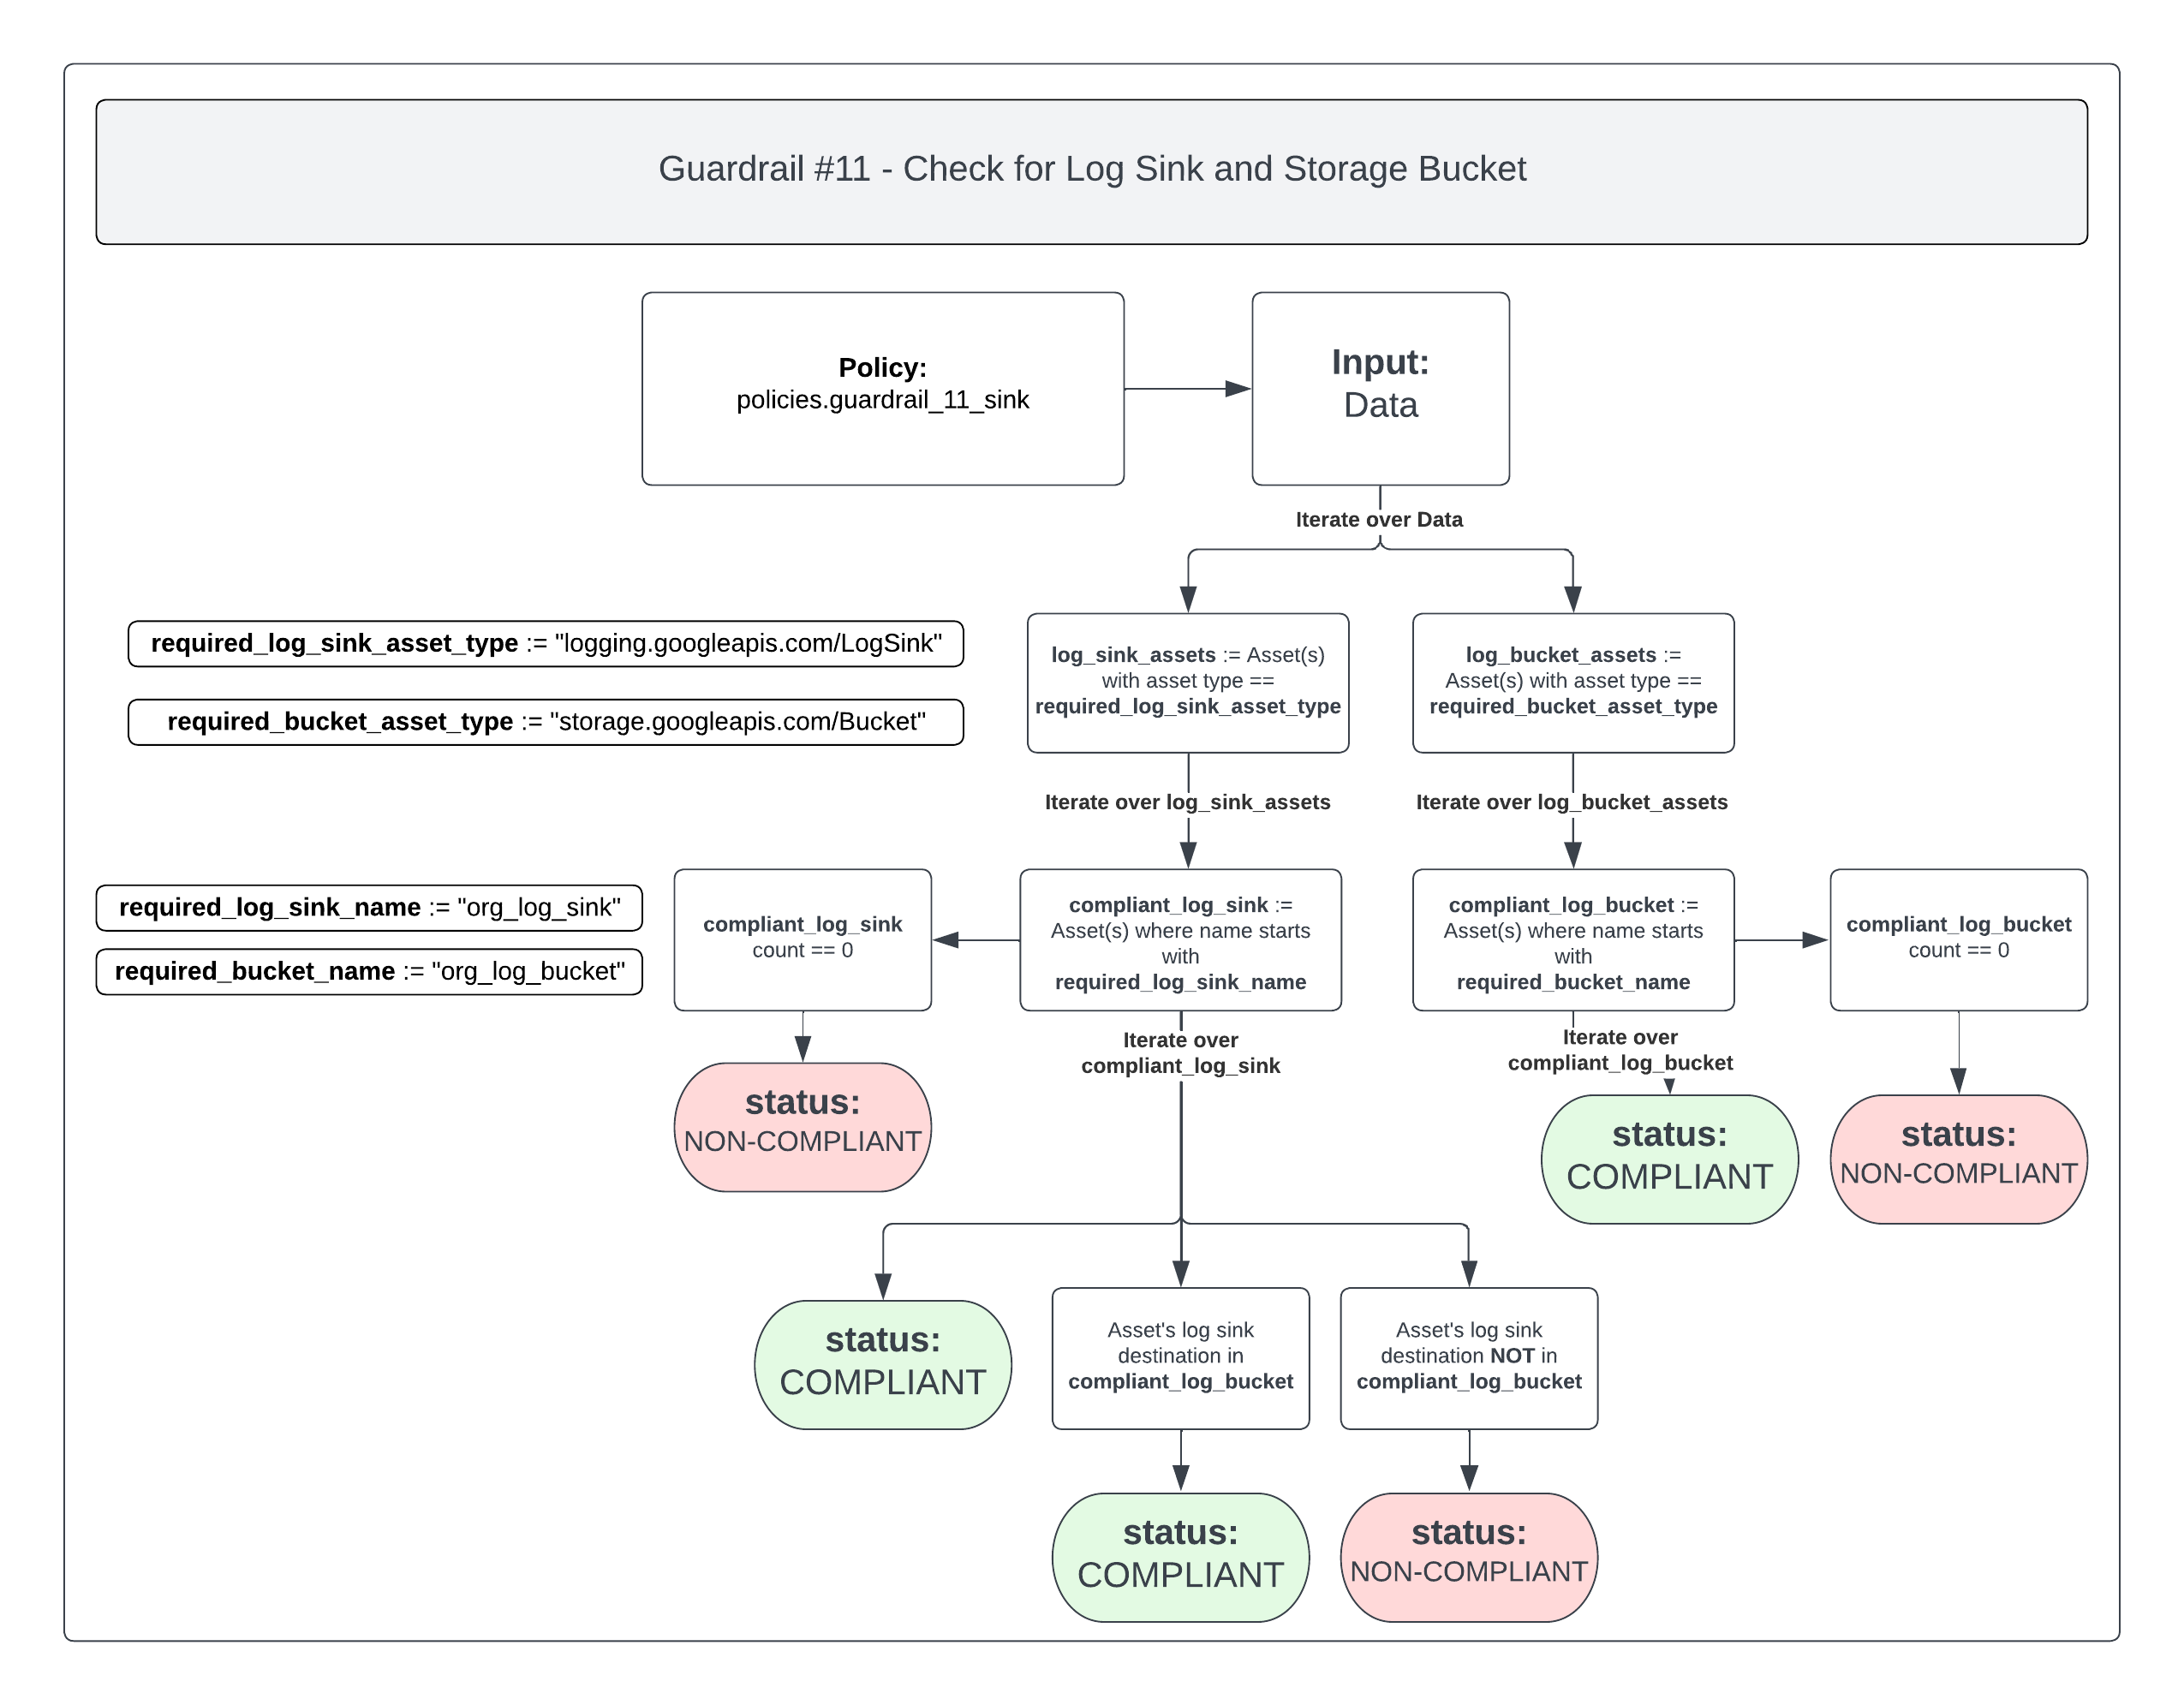 Guardrail #11 - Check for Log Sink and Storage Bucket
Policy:
policies.guardrail_11_sink
Input:
Data
Iterate over Data
required_log_sink_asset_type := "logging.googleapis.com/LogSink"
required_bucket_asset_type := "storage.googleapis.com/Bucket"
log_sink_assets := Asset(s)
with asset type ==
required_log_sink_asset_type
log_bucket_assets :=
Asset(s) with asset type ==
required_bucket_asset_type
Iterate over log_sink_assets
Iterate over log_bucket_assets
required_log_sink_name := "org_log_sink"
required_bucket_name := "org_log_bucket"
compliant_log_sink
count == 0
compliant_log_sink :=
Asset(s) where name starts
with
required_log_sink_name
compliant_log_bucket :=
Asset(s) where name starts
with
required_bucket_name
compliant_log_bucket
count == 0
Iterate over
compliant_log_sink
Iterate over
compliant_log_bucket
status:
NON-COMPLIANT
status:
COMPLIANT
status:
NON-COMPLIANT
status:
COMPLIANT
Asset's log sink
destination in
compliant_log_bucket
Asset's log sink
destination NOT in
compliant_log_bucket
status:
COMPLIANT
status:
NON-COMPLIANT